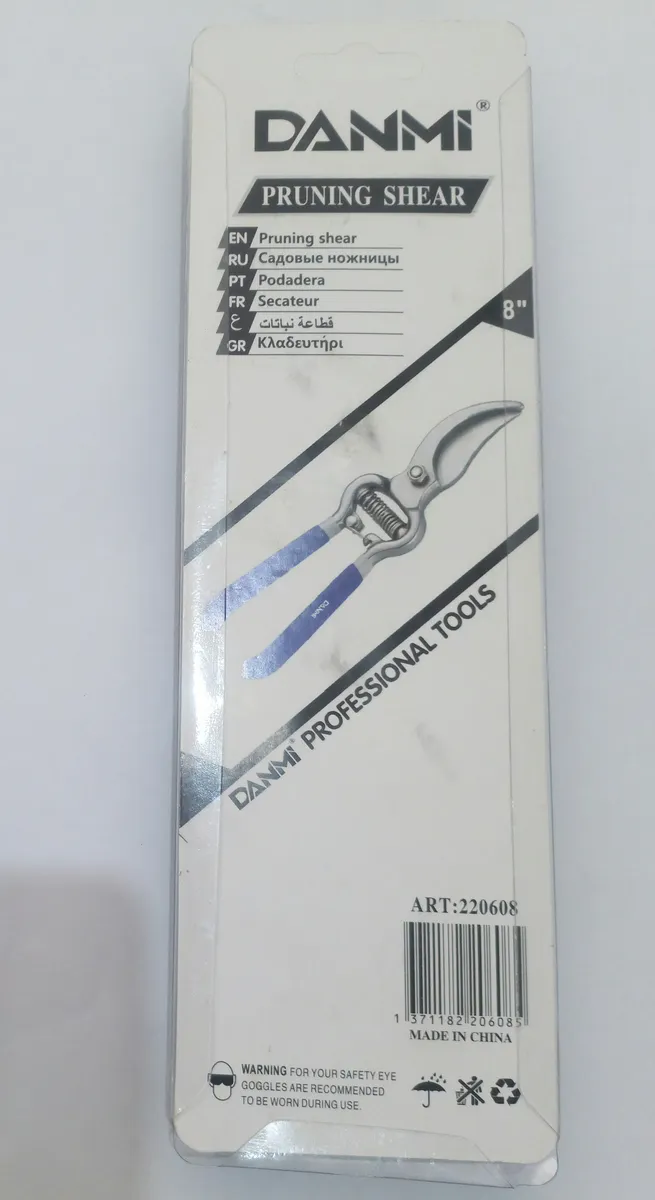 DANMi®
PRUNING SHEAR
EN Pruning shear
RU Садовые ножницы
PT Podadera
FR Secateur
ع قطاعة نباتات
GR Κλαδευτήρι
8"
DANMi
DANMi PROFESSIONAL TOOLS
ART:220608
1 371182 206085
MADE IN CHINA
WARNING FOR YOUR SAFETY EYE
GOGGLES ARE RECOMMENDED
TO BE WORN DURING USE.